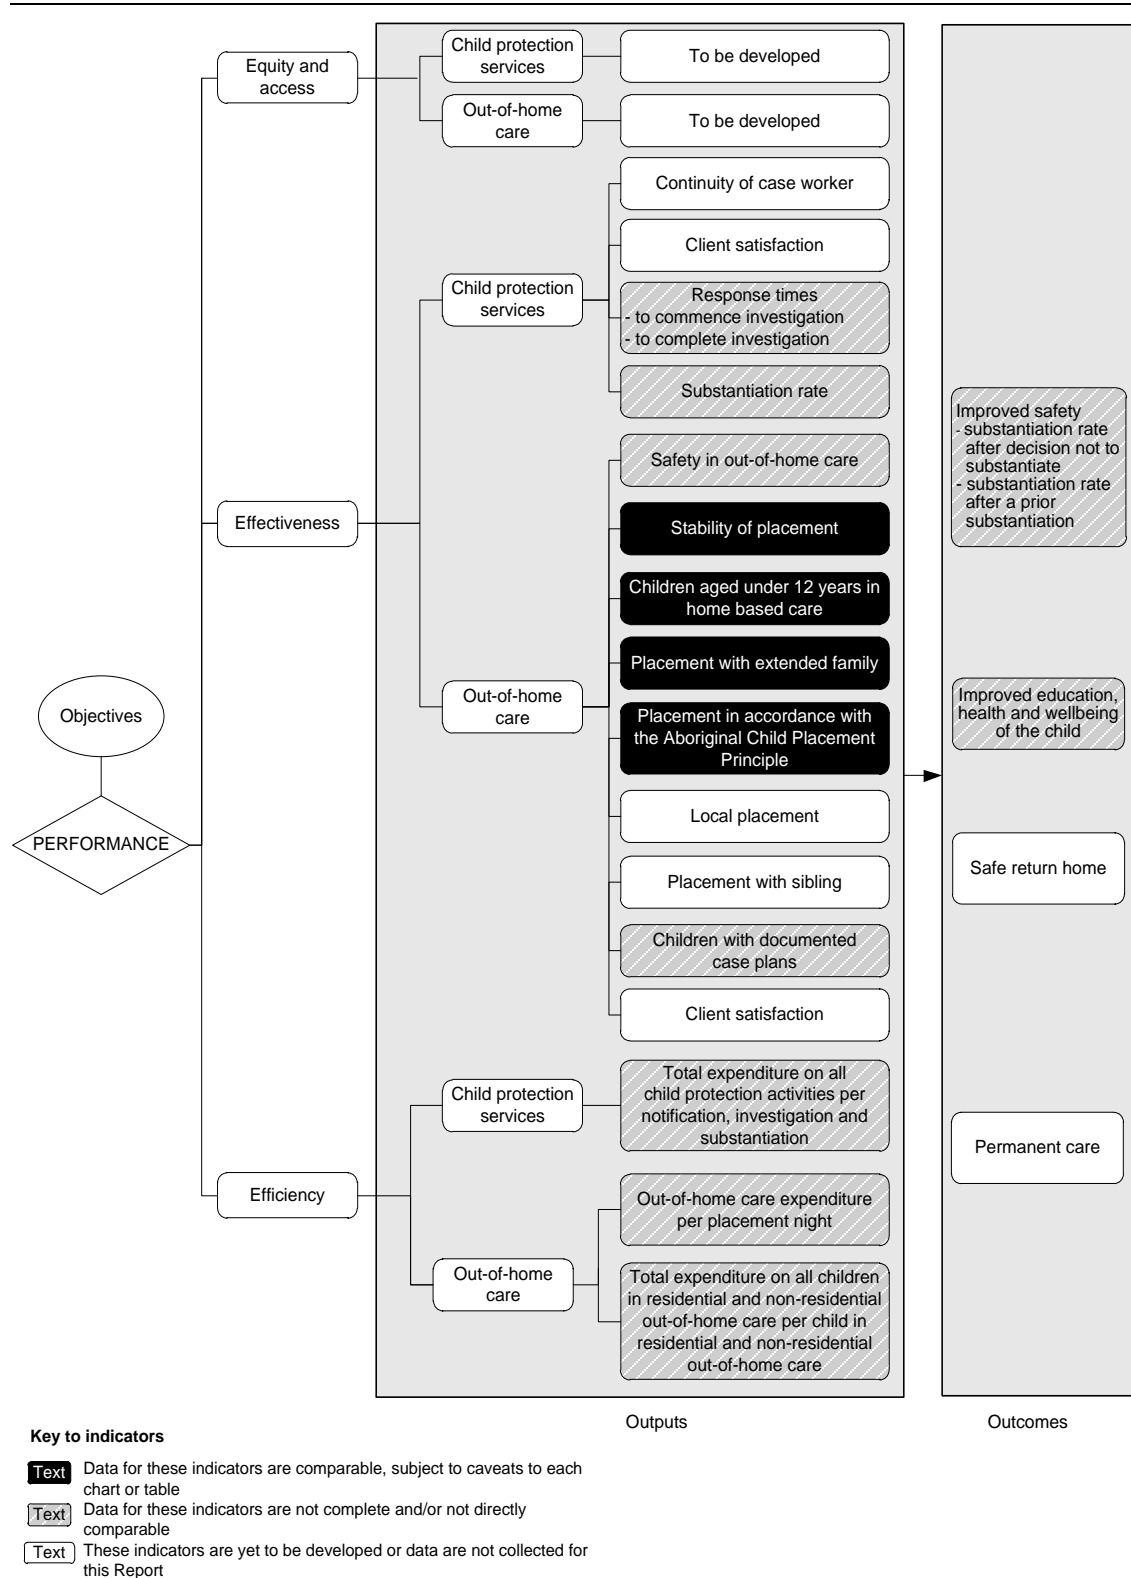 Equity and
access
Child protection
services
To be developed
Out-of-home
care
To be developed
Continuity of case worker
Client satisfaction
Child protection
services
Response times
- to commence investigation
- to complete investigation
Substantiation rate
Safety in out-of-home care
Effectiveness
Stability of placement
Children aged under 12 years in
home based care
Placement with extended family
Out-of-home
care
Placement in accordance with
the Aboriginal Child Placement
Principle
Local placement
Placement with sibling
Children with documented
case plans
Client satisfaction
Objectives
PERFORMANCE
Child protection
services
Total expenditure on all
child protection activities per
notification, investigation and
substantiation
Efficiency
Out-of-home care expenditure
per placement night
Out-of-home
care
Total expenditure on all children
in residential and non-residential
out-of-home care per child in
residential and non-residential
out-of-home care
Improved safety
- substantiation rate
after decision not to
substantiate
- substantiation rate
after a prior
substantiation
Improved education,
health and wellbeing
of the child
Safe return home
Permanent care
Outputs
Outcomes
Key to indicators
Text Data for these indicators are comparable, subject to caveats to each
chart or table
Text Data for these indicators are not complete and/or not directly
comparable
Text These indicators are yet to be developed or data are not collected for
this Report